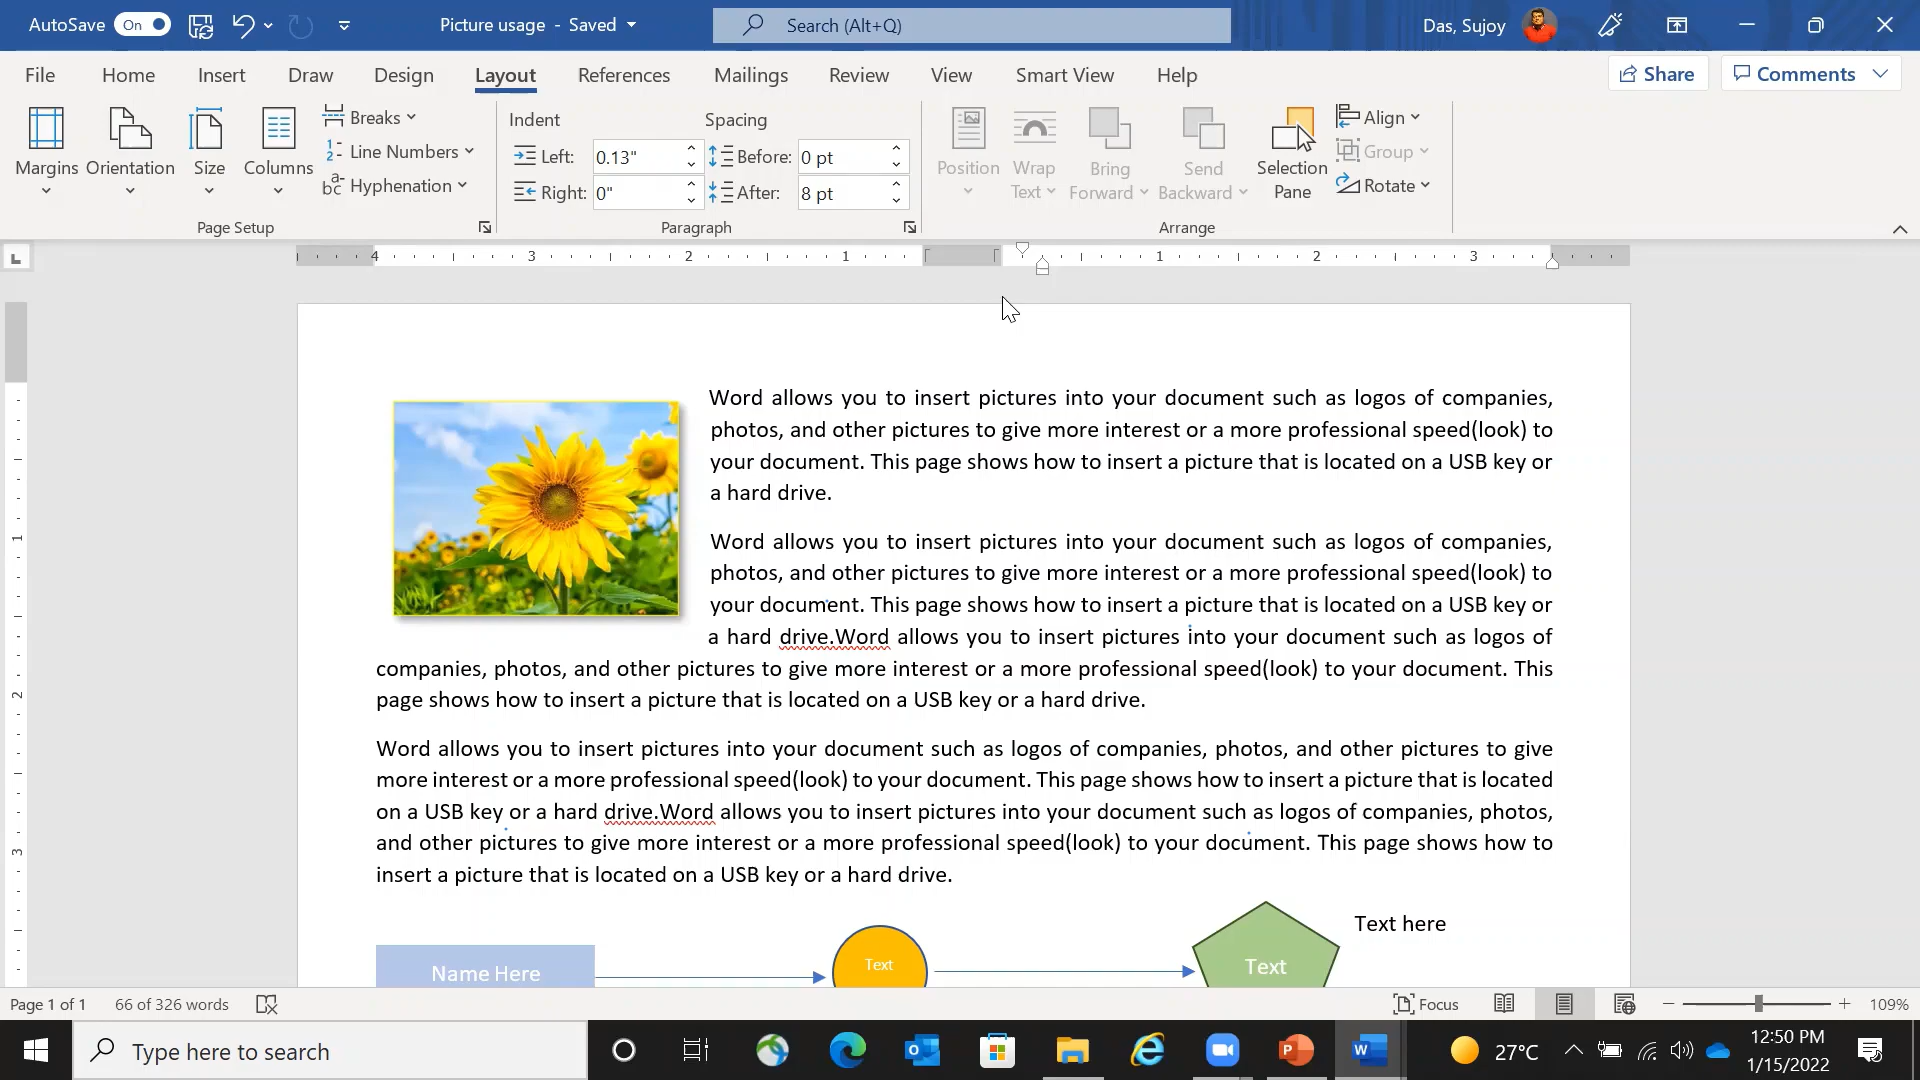 AutoSave On Picture usage - Saved Search (Alt+Q) Das, Sujoy
File Home Insert Draw Design Layout References Mailings Review View Smart View Help Share Comments
Margins Orientation Size Columns
Breaks
Line Numbers
Hyphenation
Page Setup
Indent Spacing
Left: 0.13" Before: 0 pt
Right: 0" After: 8 pt
Paragraph
Position Wrap Text Bring Forward Send Backward Selection Pane
Align
Group
Rotate
Arrange
4 3 2 1 1 2 3
Word allows you to insert pictures into your document such as logos of companies,
photos, and other pictures to give more interest or a more professional speed(look) to
your document. This page shows how to insert a picture that is located on a USB key or
a hard drive.
Word allows you to insert pictures into your document such as logos of companies,
photos, and other pictures to give more interest or a more professional speed(look) to
your document. This page shows how to insert a picture that is located on a USB key or
a hard drive.Word allows you to insert pictures into your document such as logos of
companies, photos, and other pictures to give more interest or a more professional speed(look) to your document. This
page shows how to insert a picture that is located on a USB key or a hard drive.
Word allows you to insert pictures into your document such as logos of companies, photos, and other pictures to give
more interest or a more professional speed(look) to your document. This page shows how to insert a picture that is located
on a USB key or a hard drive.Word allows you to insert pictures into your document such as logos of companies, photos,
and other pictures to give more interest or a more professional speed(look) to your document. This page shows how to
insert a picture that is located on a USB key or a hard drive.
Text here
Name Here Text Text
1
2
3
Page 1 of 1 66 of 326 words Focus 109%
Type here to search 27°C 12:50 PM
1/15/2022